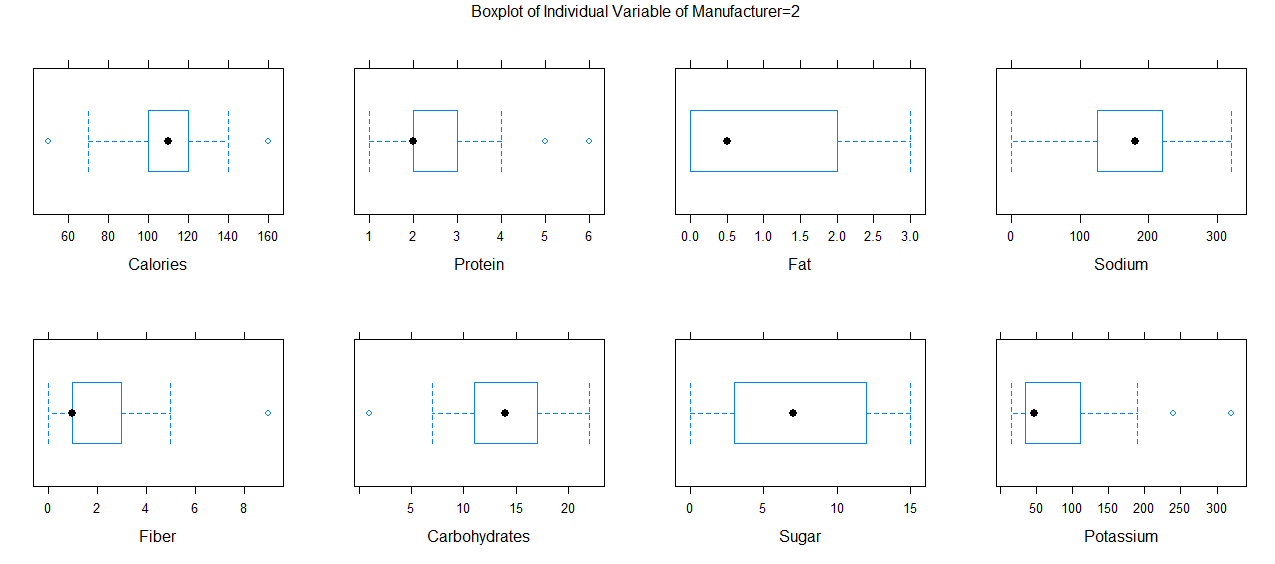 Boxplot of Individual Variable of Manufacturer=2
60 80 100 120 140 160
Calories
1 2 3 4 5 6
Protein
0.0 0.5 1.0 1.5 2.0 2.5 3.0
Fat
0 100 200 300
Sodium
0 2 4 6 8
Fiber
5 10 15 20
Carbohydrates
0 5 10 15
Sugar
50 100 150 200 250 300
Potassium